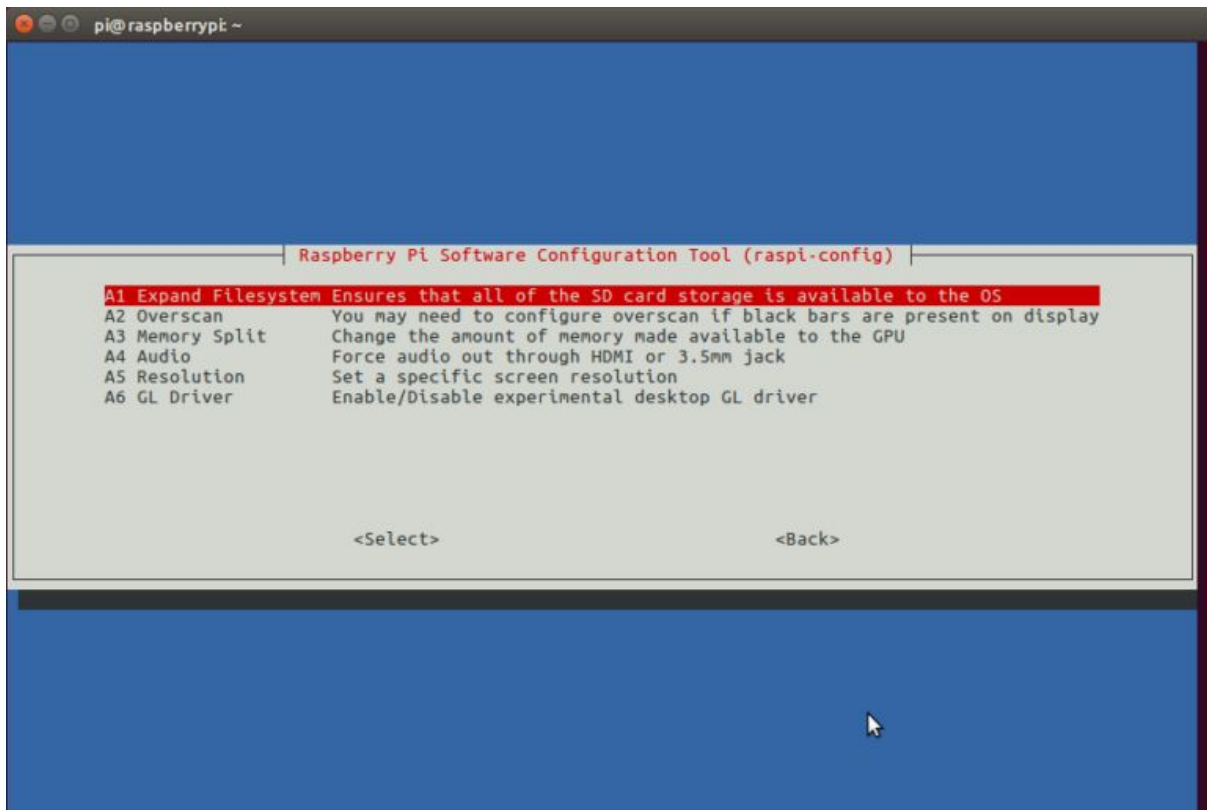 pi@raspberrypi: ~
Raspberry Pi Software Configuration Tool (raspi-config)
A1 Expand Filesystem Ensures that all of the SD card storage is available to the OS
A2 Overscan You may need to configure overscan if black bars are present on display
A3 Memory Split Change the amount of memory made available to the GPU
A4 Audio Force audio out through HDMI or 3.5mm jack
A5 Resolution Set a specific screen resolution
A6 GL Driver Enable/Disable experimental desktop GL driver
<Select> <Back>